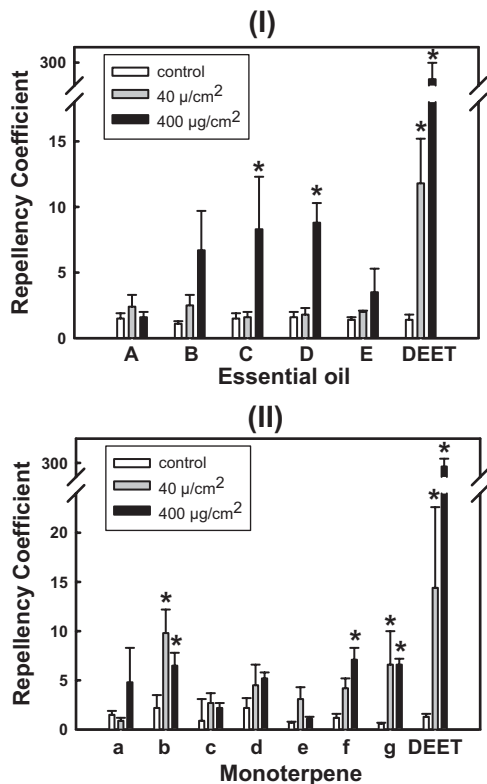 (I)
300
15
10
5
0
Repellency Coefficient
control
40 µ/cm²
400 µg/cm²
*
*
*
*
A B C D E DEET
Essential oil
(II)
300
20
15
10
5
0
Repellency Coefficient
control
40 µ/cm²
400 µg/cm²
*
*
*
*
*
*
*
a b c d e f g DEET
Monoterpene